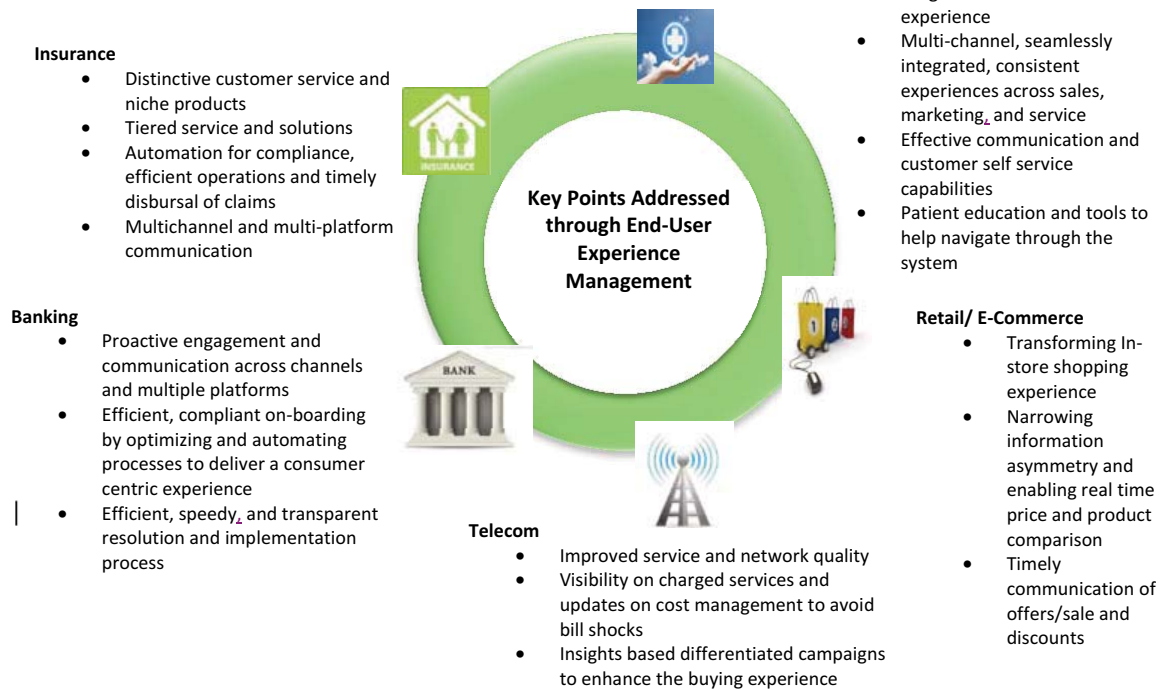 Insurance
• Distinctive customer service and
niche products
• Tiered service and solutions
• Automation for compliance,
efficient operations and timely
disbursal of claims
• Multichannel and multi-platform
communication
INSURANCE
Key Points Addressed
through End-User
Experience
Management
experience
• Multi-channel, seamlessly
integrated, consistent
experiences across sales,
marketing, and service
• Effective communication and
customer self service
capabilities
• Patient education and tools to
help navigate through the
system
Banking
• Proactive engagement and
communication across channels
and multiple platforms
• Efficient, compliant on-boarding
by optimizing and automating
processes to deliver a consumer
centric experience
• Efficient, speedy, and transparent
resolution and implementation
process
BANK
1
Telecom
• Improved service and network quality
• Visibility on charged services and
updates on cost management to avoid
bill shocks
• Insights based differentiated campaigns
to enhance the buying experience
Retail/ E-Commerce
• Transforming In-
store shopping
experience
• Narrowing
information
asymmetry and
enabling real time
price and product
comparison
• Timely
communication of
offers/sale and
discounts